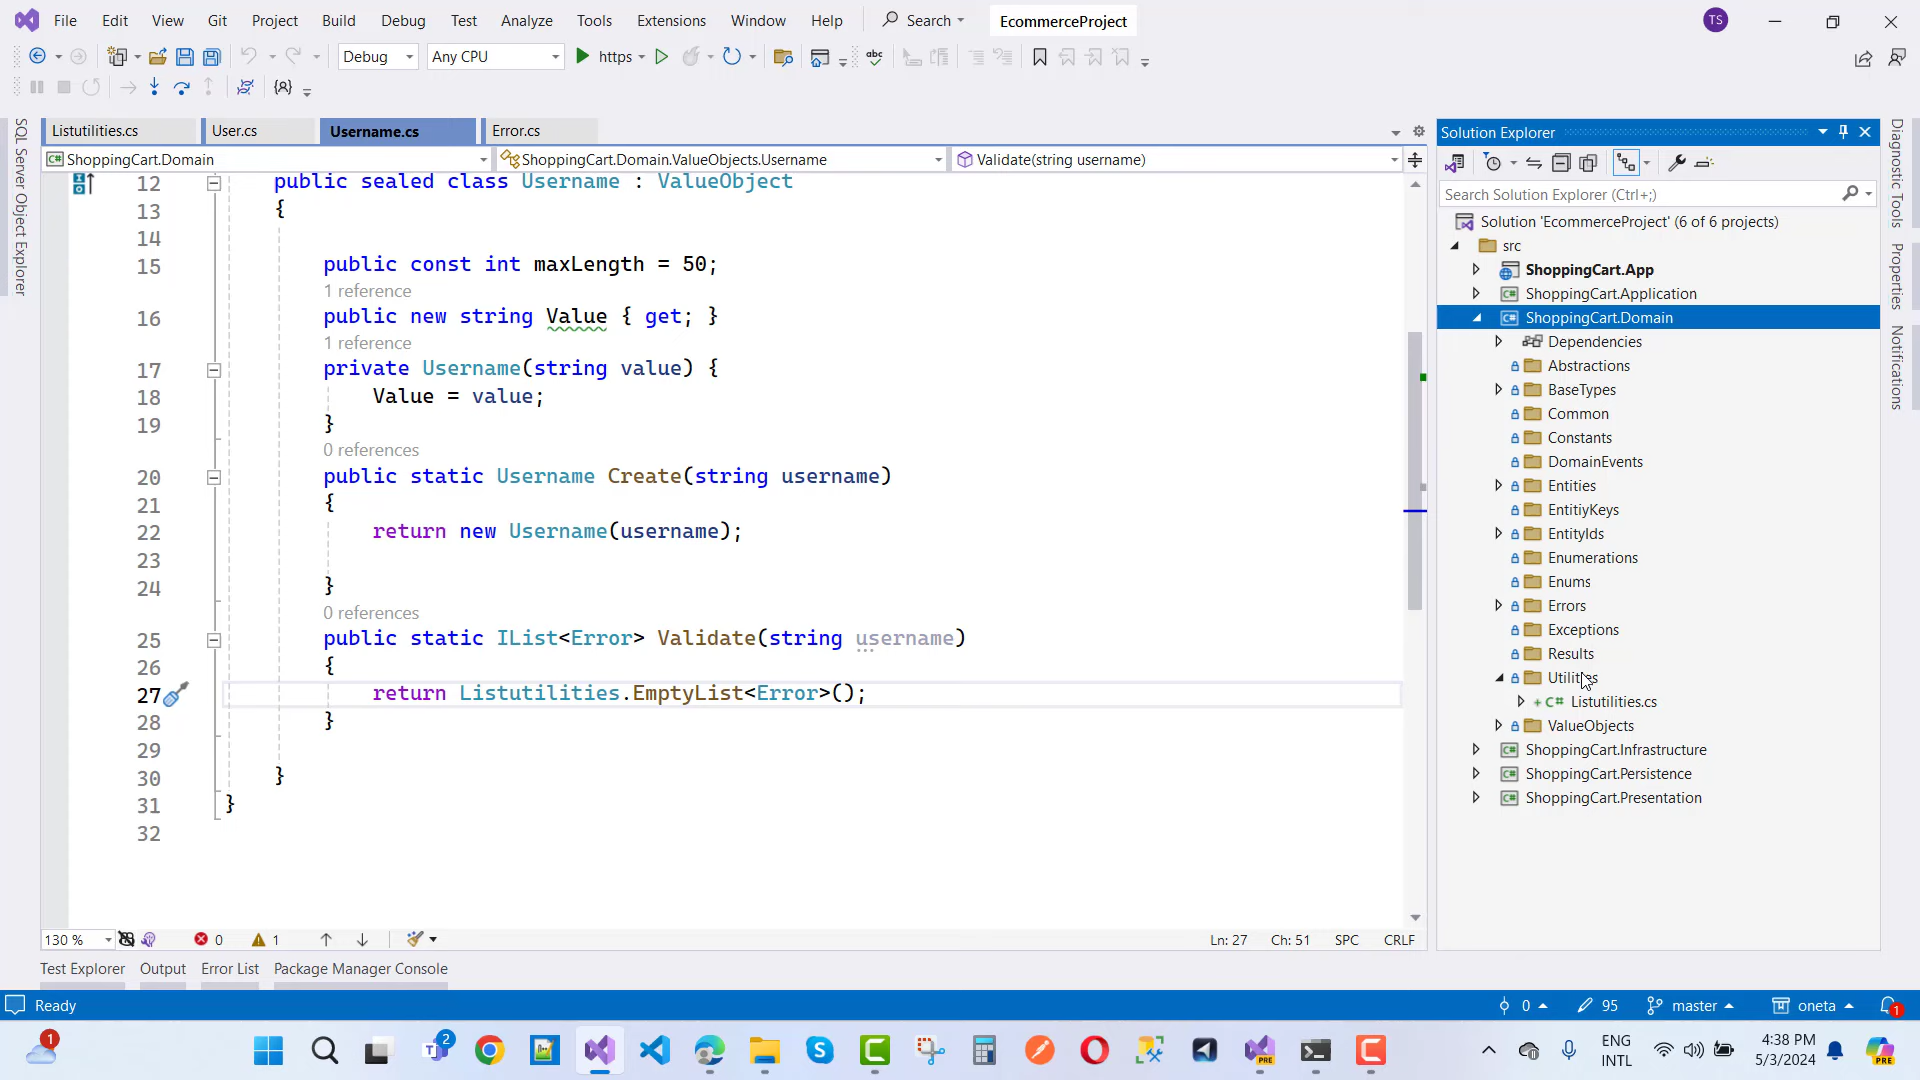 File Edit View Git Project Build Debug Test Analyze Tools Extensions Window Help Search EcommerceProject TS
Debug Any CPU https
SQL Server Object Explorer
Listutilities.cs User.cs Username.cs Error.cs
ShoppingCart.Domain ShoppingCart.Domain.ValueObjects.Username Validate(string username)
12 public sealed class Username : ValueObject
13 {
14
15 public const int maxLength = 50;
1 reference
16 public new string Value { get; }
1 reference
17 private Username(string value) {
18 Value = value;
19 }
0 references
20 public static Username Create(string username)
21 {
22 return new Username(username);
23
24 }
0 references
25 public static IList<Error> Validate(string username)
26 {
27 return Listutilities.EmptyList<Error>();
28 }
29
30 }
31 }
32
130 % 0 1 Ln: 27 Ch: 51 SPC CRLF
Solution Explorer
Search Solution Explorer (Ctrl+;)
Solution 'EcommerceProject' (6 of 6 projects)
src
ShoppingCart.App
ShoppingCart.Application
ShoppingCart.Domain
Dependencies
Abstractions
BaseTypes
Common
Constants
DomainEvents
Entities
EntitiyKeys
EntityIds
Enumerations
Enums
Errors
Exceptions
Results
Utilities
Listutilities.cs
ValueObjects
ShoppingCart.Infrastructure
ShoppingCart.Persistence
ShoppingCart.Presentation
Diagnostic Tools
Properties
Notifications
Test Explorer Output Error List Package Manager Console
Ready 0 95 master oneta 1
1 2 PRE ENG
INTL
4:38 PM
5/3/2024
PRE